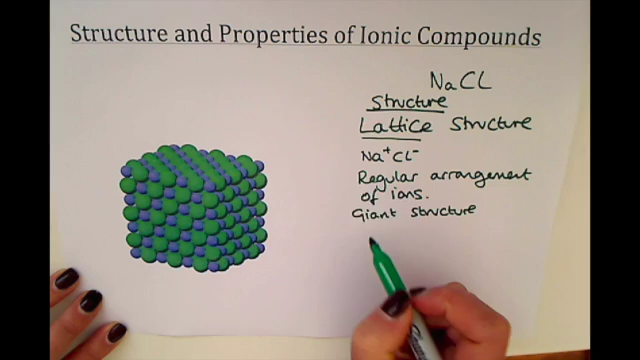 Structure and Properties of Ionic Compounds
NaCL
Structure
Lattice Structure
Na⁺CL⁻
Regular arrangement
of ions.
Giant structure